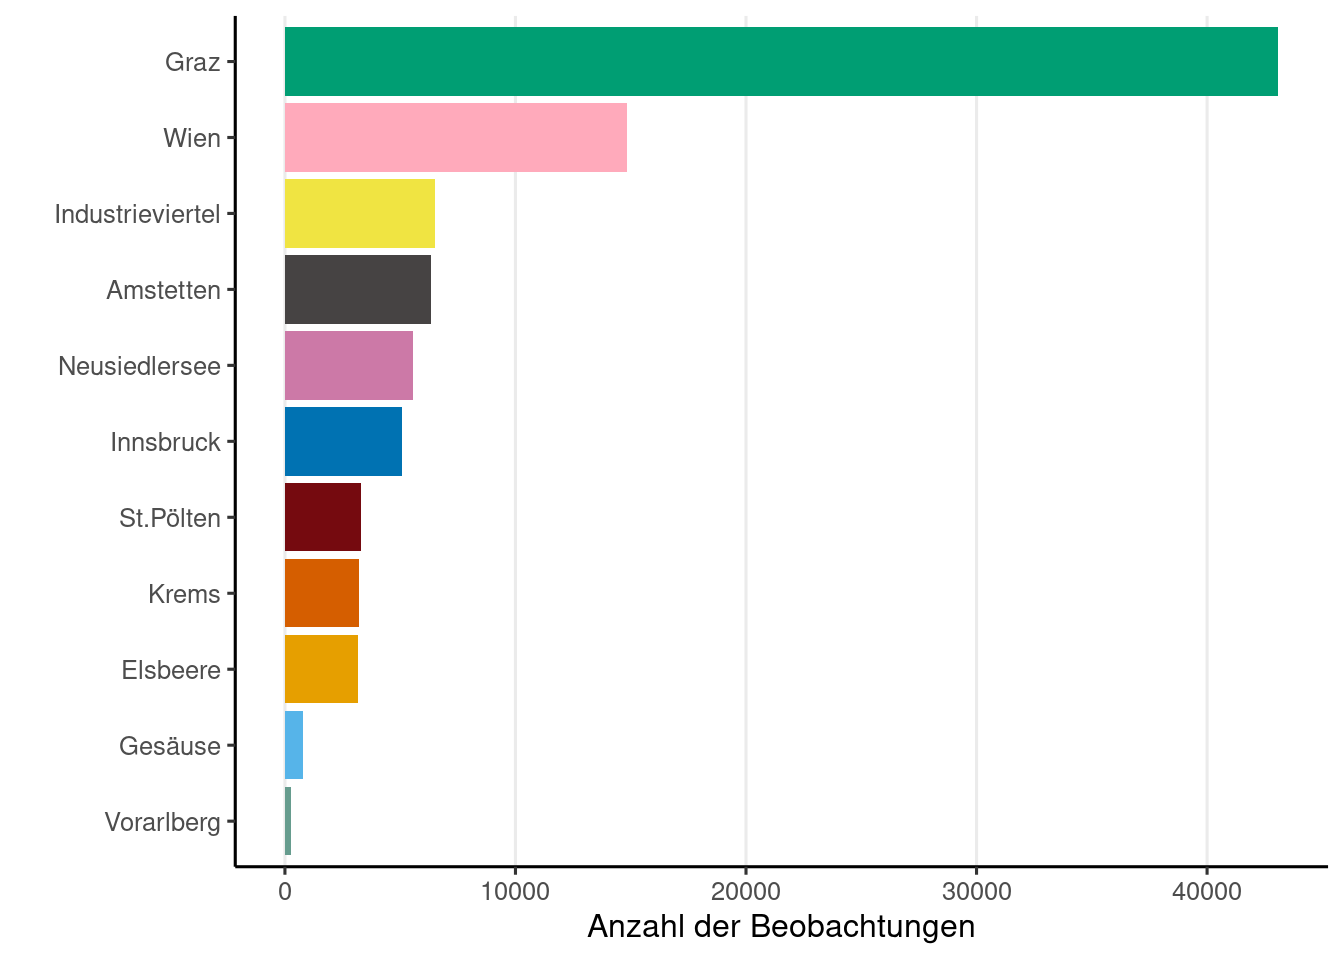 Graz
Wien
Industrieviertel
Amstetten
Neusiedlersee
Innsbruck
St.Pölten
Krems
Elsbeere
Gesäuse
Vorarlberg
0 10000 20000 30000 40000
Anzahl der Beobachtungen